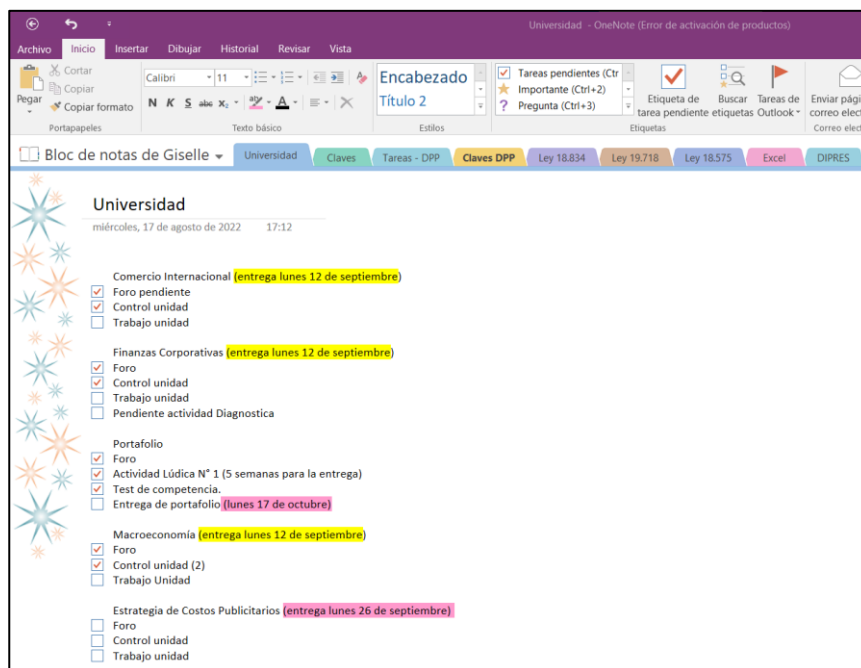 Universidad - OneNote (Error de activación de productos)
Archivo Inicio Insertar Dibujar Historial Revisar Vista
Pegar
Cortar
Copiar
Copiar formato
Portapapeles
Calibri 11
N K S abc x₂ A
Texto básico
Encabezado
Título 2
Estilos
Tareas pendientes (Ctr
Importante (Ctrl+2)
Pregunta (Ctrl+3)
Etiqueta de
tarea pendiente
Buscar
etiquetas
Tareas de
Outlook
Etiquetas
Enviar pági
correo elect
Correo elec
Bloc de notas de Giselle Universidad Claves Tareas - DPP Claves DPP Ley 18.834 Ley 19.718 Ley 18.575 Excel DIPRES
Universidad
miércoles, 17 de agosto de 2022 17:12
Comercio Internacional (entrega lunes 12 de septiembre)
Foro pendiente
Control unidad
Trabajo unidad
Finanzas Corporativas (entrega lunes 12 de septiembre)
Foro
Control unidad
Trabajo unidad
Pendiente actividad Diagnostica
Portafolio
Foro
Actividad Lúdica N° 1 (5 semanas para la entrega)
Test de competencia.
Entrega de portafolio (lunes 17 de octubre)
Macroeconomía (entrega lunes 12 de septiembre)
Foro
Control unidad (2)
Trabajo Unidad
Estrategia de Costos Publicitarios (entrega lunes 26 de septiembre)
Foro
Control unidad
Trabajo unidad